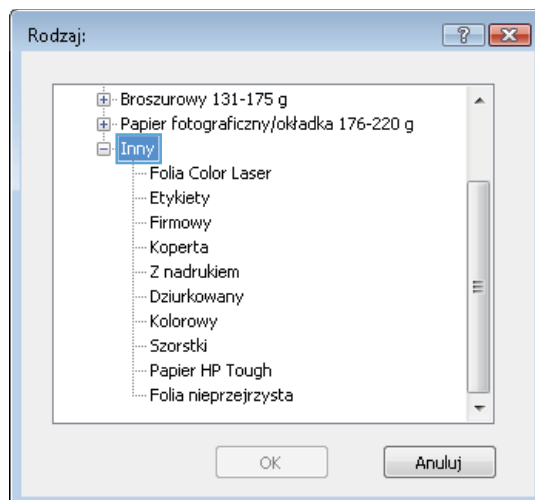 Rodzaj:
Broszurowy 131-175 g
Papier fotograficzny/okładka 176-220 g
Inny
Folia Color Laser
Etykiety
Firmowy
Koperta
Z nadrukiem
Dziurkowany
Kolorowy
Szorstki
Papier HP Tough
Folia nieprzejrzysta
OK
Anuluj